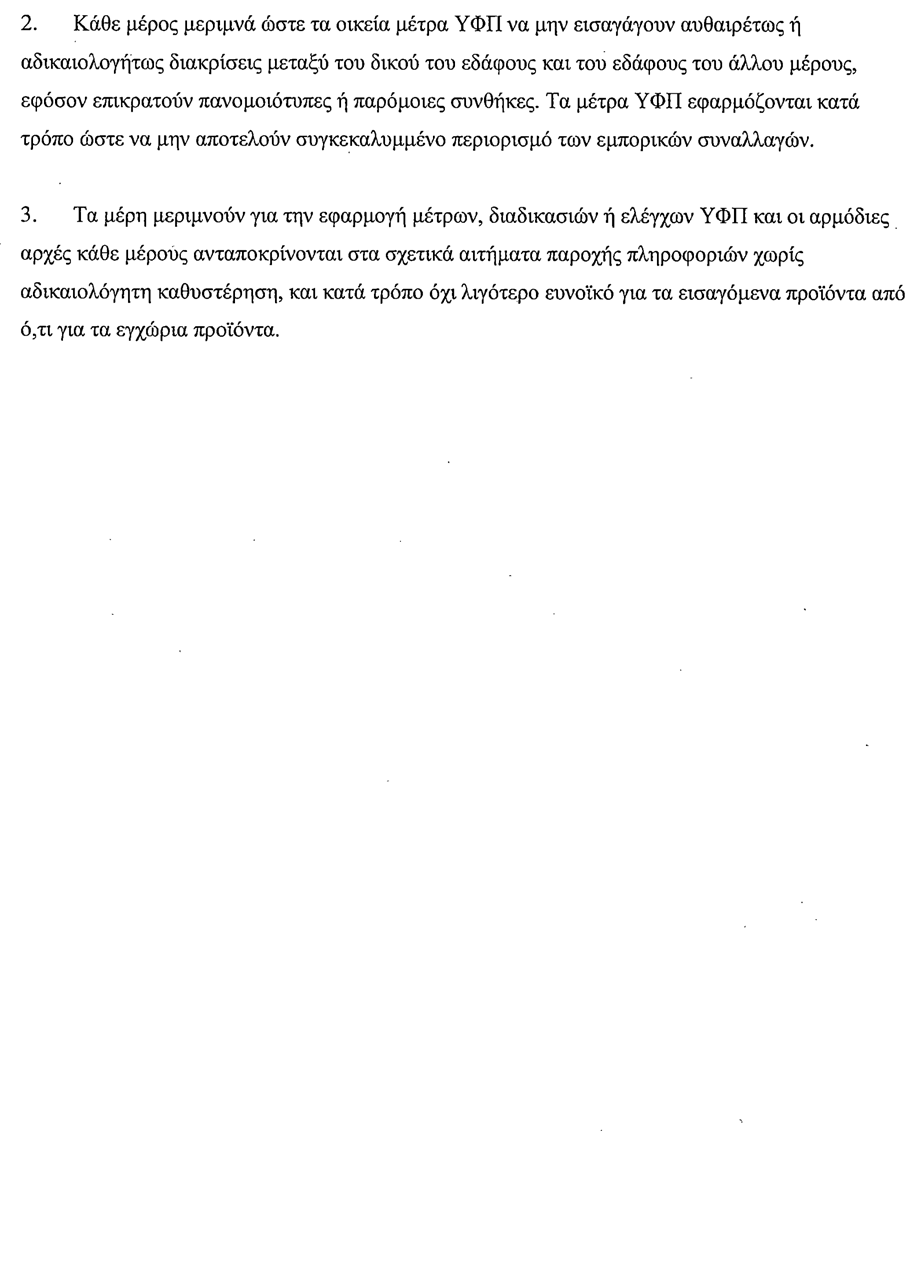 2. Κάθε μέρος μεριμνά ώστε τα οικεία μέτρα ΥΦΠ να μην εισαγάγουν αυθαιρέτως ή
αδικαιολογήτως διακρίσεις μεταξύ του δικού του εδάφους και του εδάφους του άλλου μέρους,
εφόσον επικρατούν πανομοιότυπες ή παρόμοιες συνθήκες. Τα μέτρα ΥΦΠ εφαρμόζονται κατά
τρόπο ώστε να μην αποτελούν συγκεκαλυμμένο περιορισμό των εμπορικών συναλλαγών.
3. Τα μέρη μεριμνούν για την εφαρμογή μέτρων, διαδικασιών ή ελέγχων ΥΦΠ και οι αρμόδιες
αρχές κάθε μέρους ανταποκρίνονται στα σχετικά αιτήματα παροχής πληροφοριών χωρίς
αδικαιολόγητη καθυστέρηση, και κατά τρόπο όχι λιγότερο ευνοϊκό για τα εισαγόμενα προϊόντα από
ό,τι για τα εγχώρια προϊόντα.